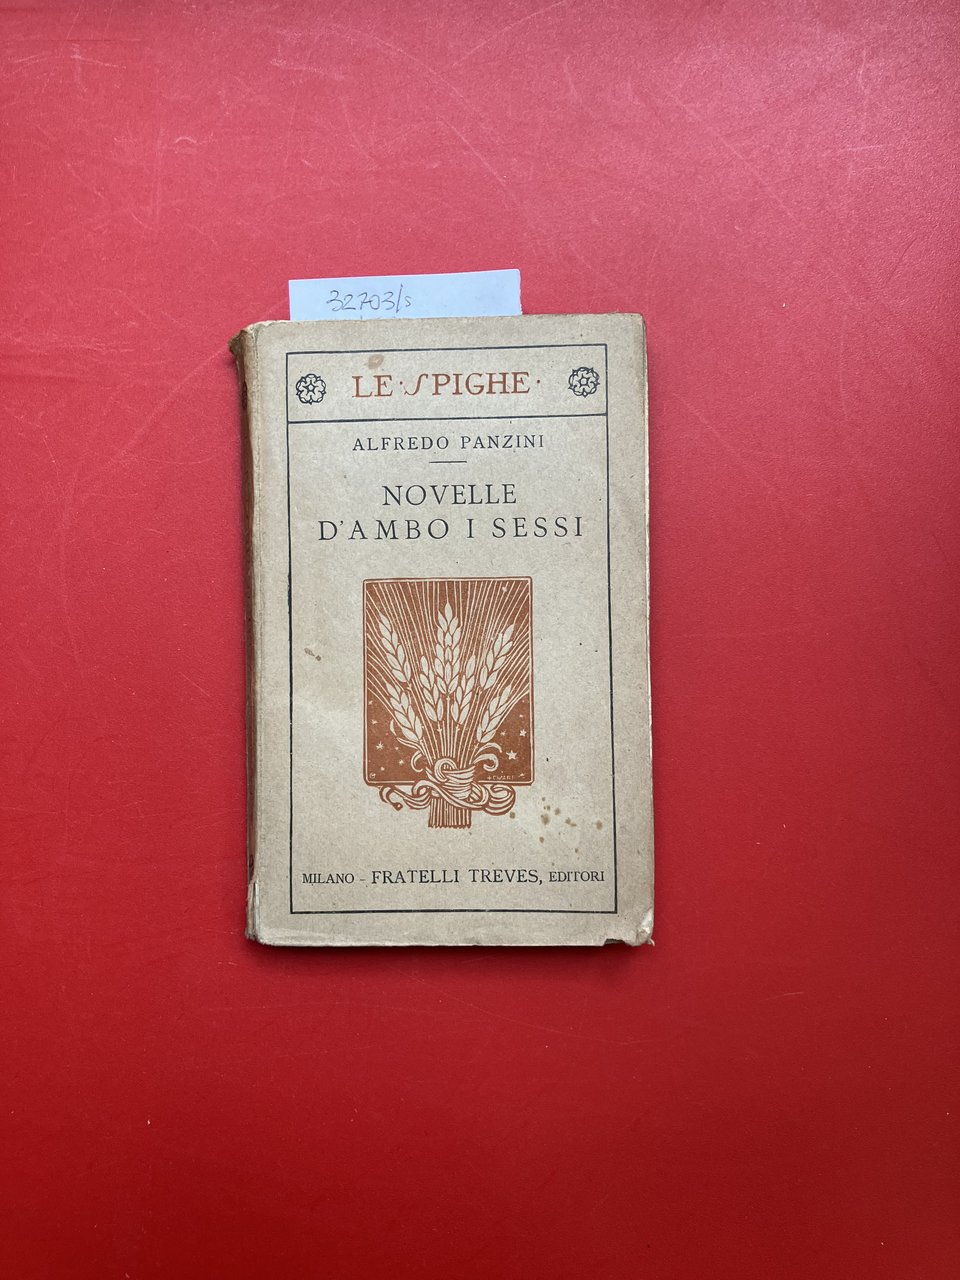 32703/s
LE · SPIGHE ·
ALFREDO PANZINI
NOVELLE
D'AMBO I SESSI
MILANO - FRATELLI TREVES, EDITORI